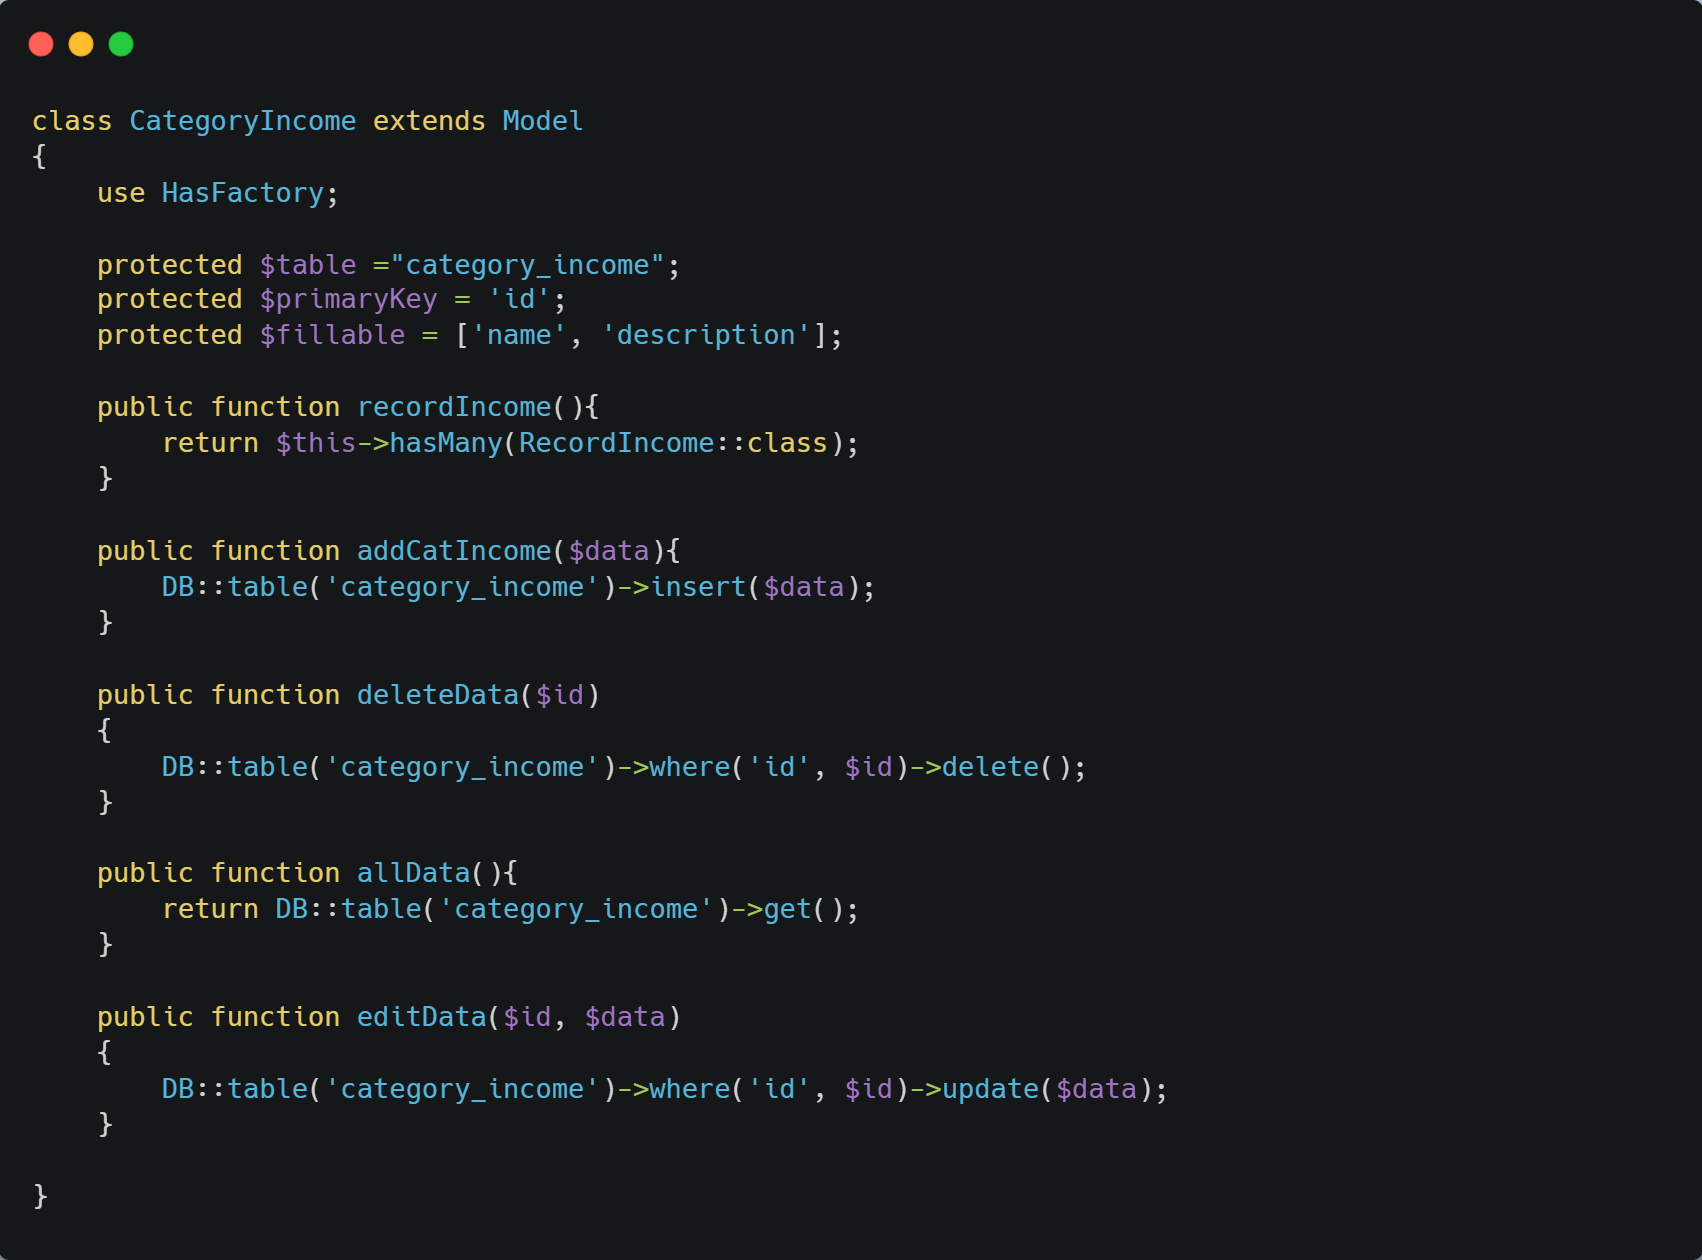 class CategoryIncome extends Model
{
    use HasFactory;

    protected $table ="category_income";
    protected $primaryKey = 'id';
    protected $fillable = ['name', 'description'];

    public function recordIncome(){
        return $this->hasMany(RecordIncome::class);
    }

    public function addCatIncome($data){
        DB::table('category_income')->insert($data);
    }

    public function deleteData($id)
    {
        DB::table('category_income')->where('id', $id)->delete();
    }

    public function allData(){
        return DB::table('category_income')->get();
    }

    public function editData($id, $data)
    {
        DB::table('category_income')->where('id', $id)->update($data);
    }

}